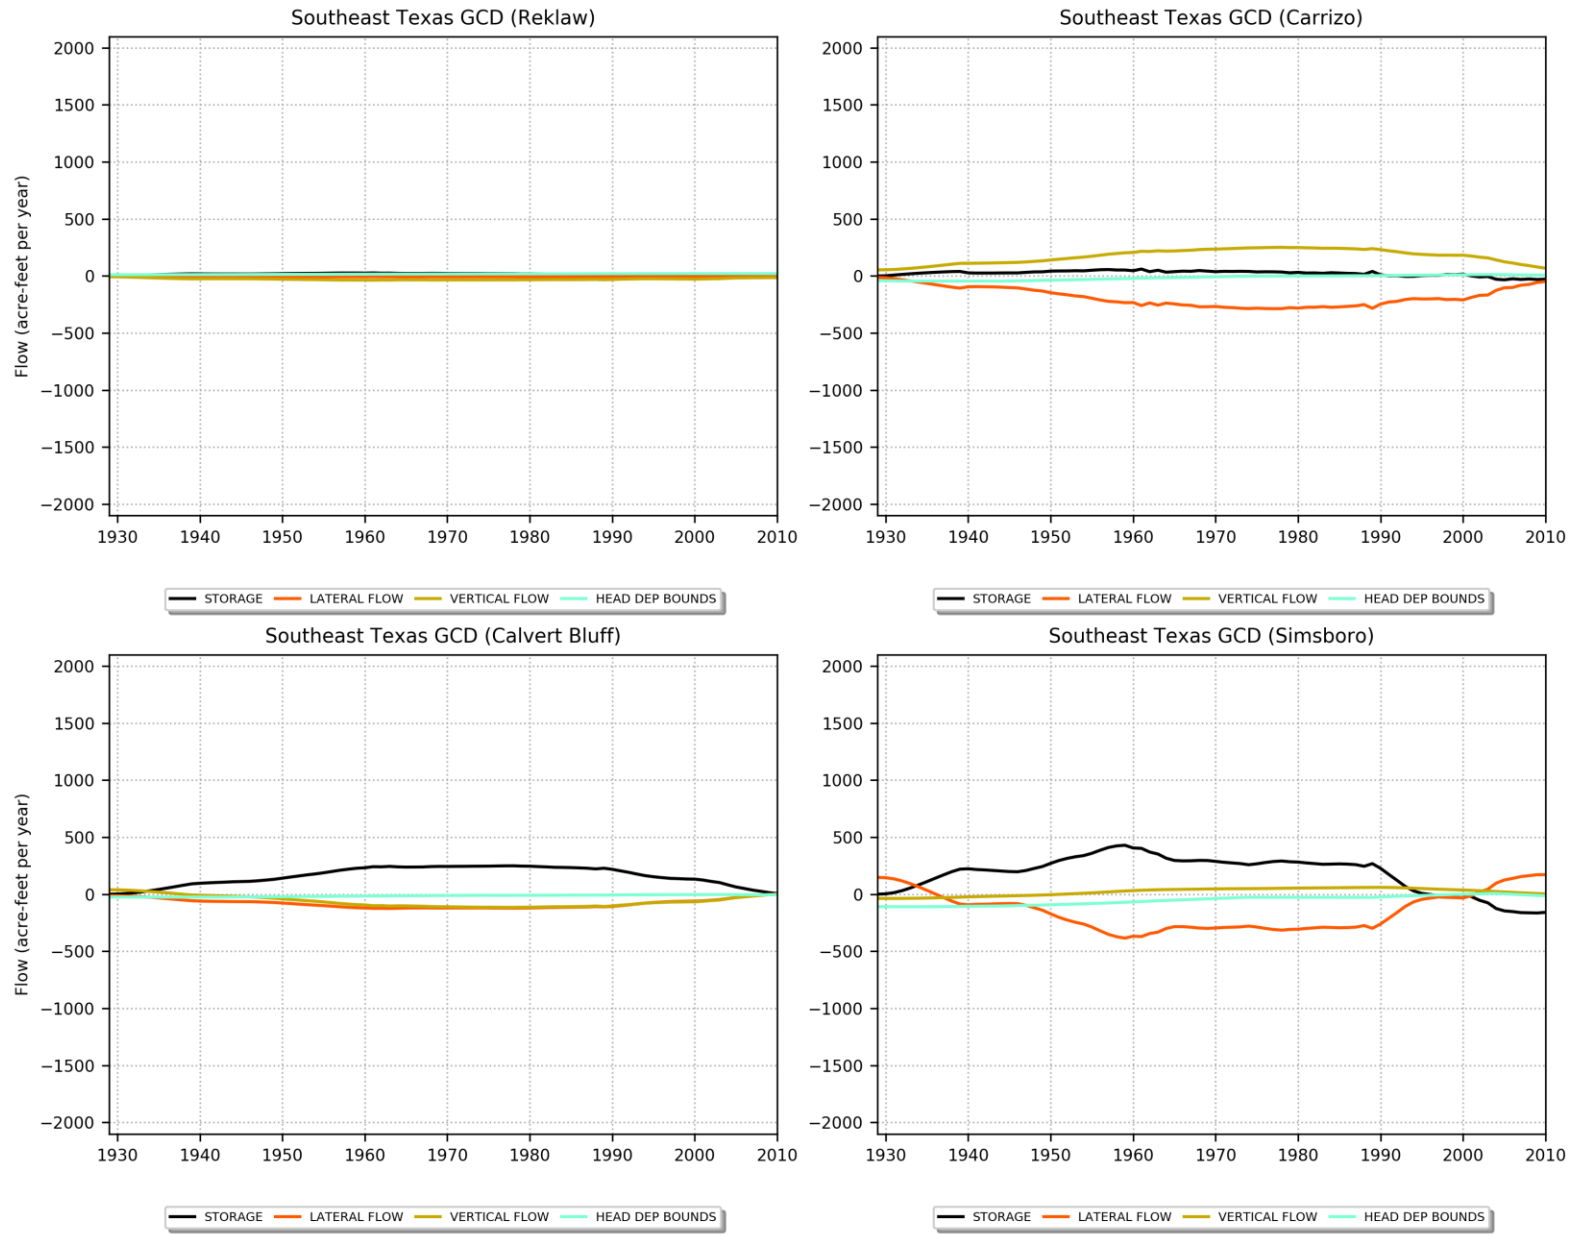 Southeast Texas GCD (Reklaw)
2000
1500
1000
500
0
−500
−1000
−1500
−2000
Flow (acre-feet per year)
1930 1940 1950 1960 1970 1980 1990 2000 2010
STORAGE LATERAL FLOW VERTICAL FLOW HEAD DEP BOUNDS
Southeast Texas GCD (Carrizo)
2000
1500
1000
500
0
−500
−1000
−1500
−2000
1930 1940 1950 1960 1970 1980 1990 2000 2010
STORAGE LATERAL FLOW VERTICAL FLOW HEAD DEP BOUNDS
Southeast Texas GCD (Calvert Bluff)
2000
1500
1000
500
0
−500
−1000
−1500
−2000
Flow (acre-feet per year)
1930 1940 1950 1960 1970 1980 1990 2000 2010
STORAGE LATERAL FLOW VERTICAL FLOW HEAD DEP BOUNDS
Southeast Texas GCD (Simsboro)
2000
1500
1000
500
0
−500
−1000
−1500
−2000
1930 1940 1950 1960 1970 1980 1990 2000 2010
STORAGE LATERAL FLOW VERTICAL FLOW HEAD DEP BOUNDS